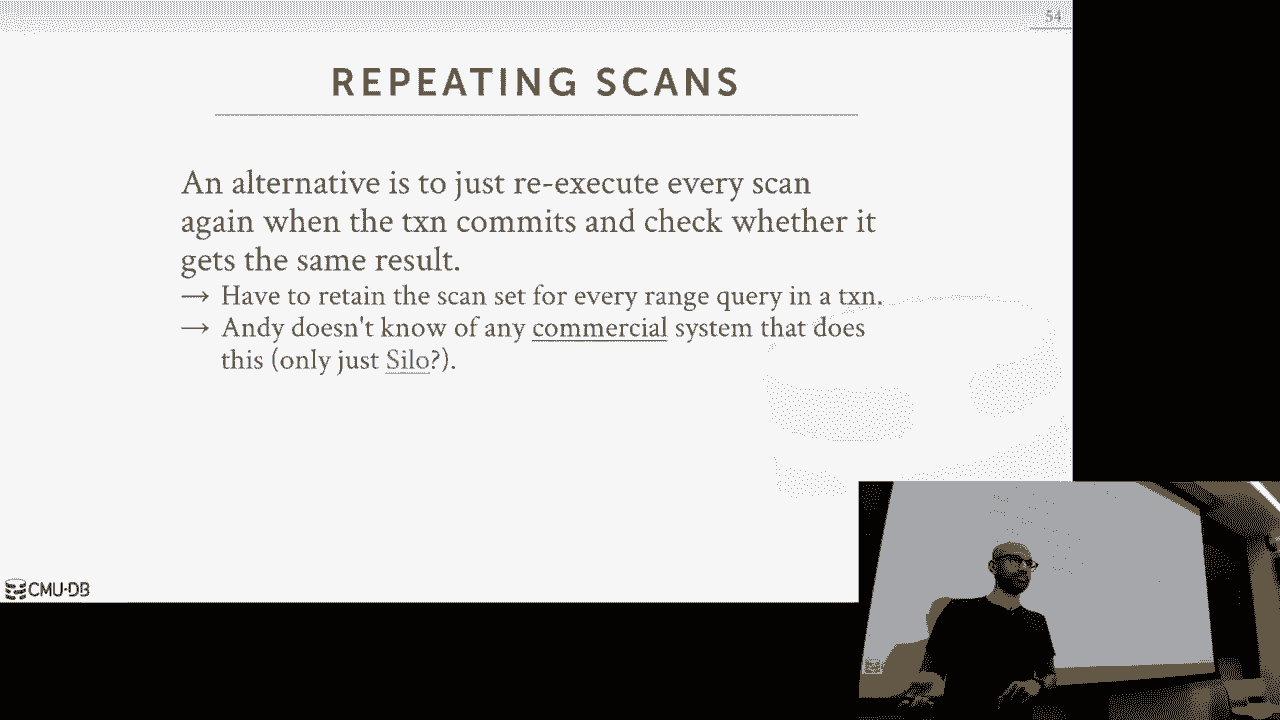 54
REPEATING SCANS
An alternative is to just re-execute every scan
again when the txn commits and check whether it
gets the same result.
→ Have to retain the scan set for every range query in a txn.
→ Andy doesn't know of any commercial system that does
this (only just Silo?).
CMU·DB